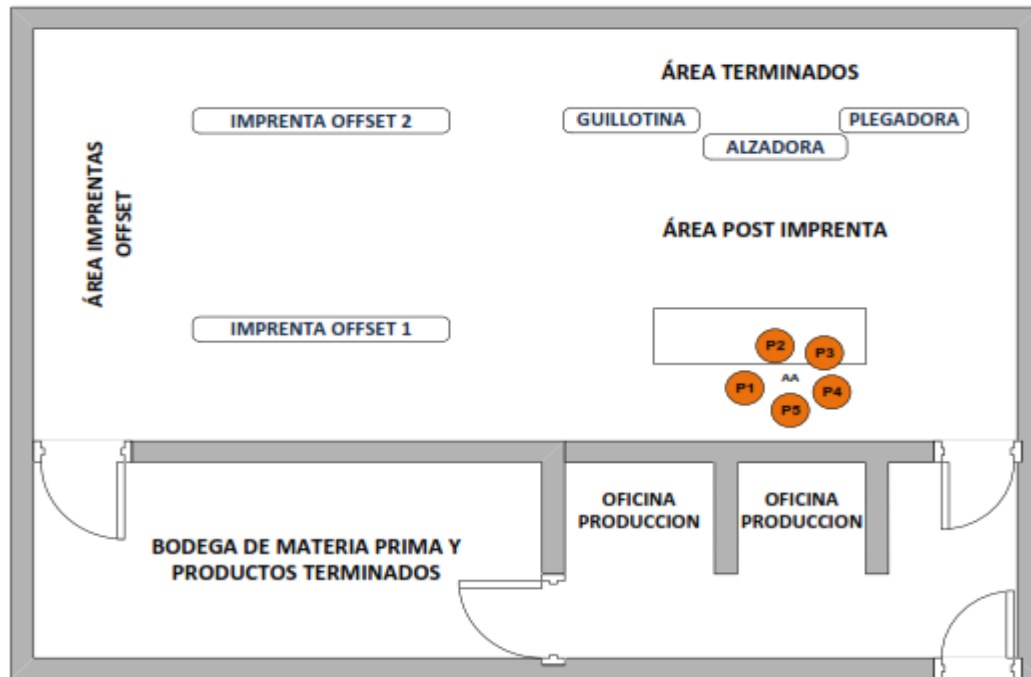 ÁREA TERMINADOS
IMPRENTA OFFSET 2
GUILLOTINA
PLEGADORA
ALZADORA
ÁREA IMPRENTAS
OFFSET
ÁREA POST IMPRENTA
IMPRENTA OFFSET 1
P2
P3
AA
P1
P4
P5
OFICINA
PRODUCCION
OFICINA
PRODUCCION
BODEGA DE MATERIA PRIMA Y
PRODUCTOS TERMINADOS